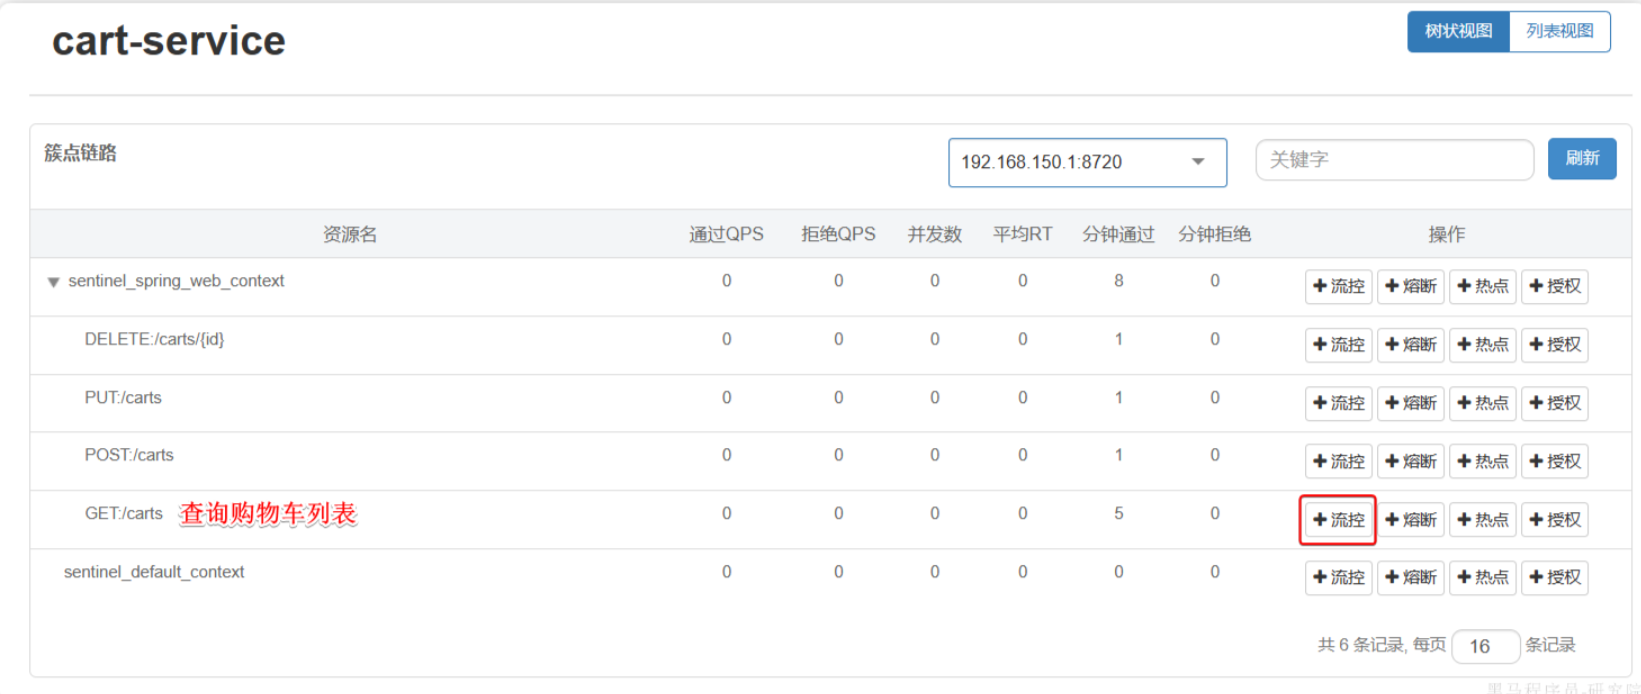 cart-service
树状视图 列表视图
簇点链路 192.168.150.1:8720 关键字 刷新
资源名 通过QPS 拒绝QPS 并发数 平均RT 分钟通过 分钟拒绝 操作
sentinel_spring_web_context 0 0 0 0 8 0 流控 熔断 热点 授权
DELETE:/carts/{id} 0 0 0 0 1 0 流控 熔断 热点 授权
PUT:/carts 0 0 0 0 1 0 流控 熔断 热点 授权
POST:/carts 0 0 0 0 1 0 流控 熔断 热点 授权
GET:/carts 查询购物车列表 0 0 0 0 5 0 流控 熔断 热点 授权
sentinel_default_context 0 0 0 0 0 0 流控 熔断 热点 授权
共 6 条记录, 每页 16 条记录
黑马程序员-研究院